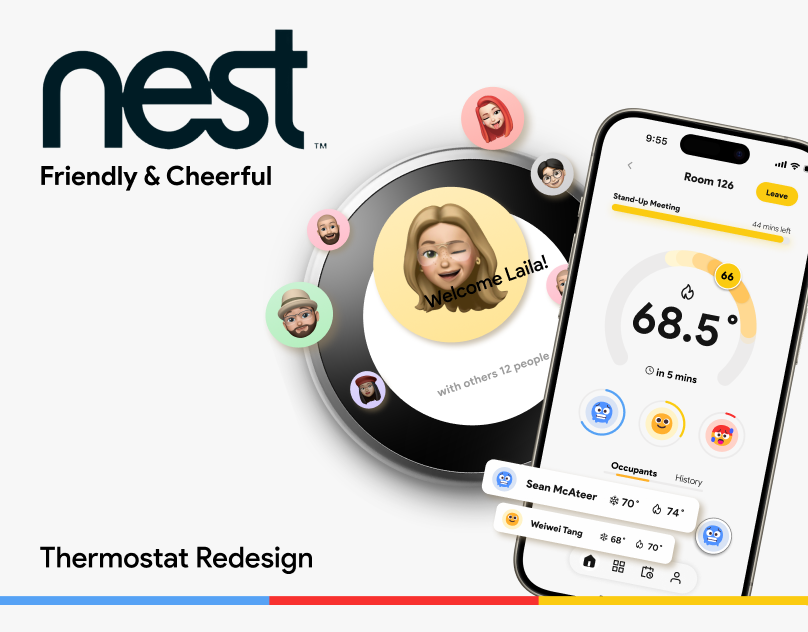 nest™
Friendly & Cheerful
Welcome Laila!
with others 12 people
9:55
Room 126
Leave
Stand-Up Meeting
44 mins left
66
68.5°
in 5 mins
Occupants
History
Sean McAteer 70° 74°
Weiwei Tang 68° 70°
Thermostat Redesign